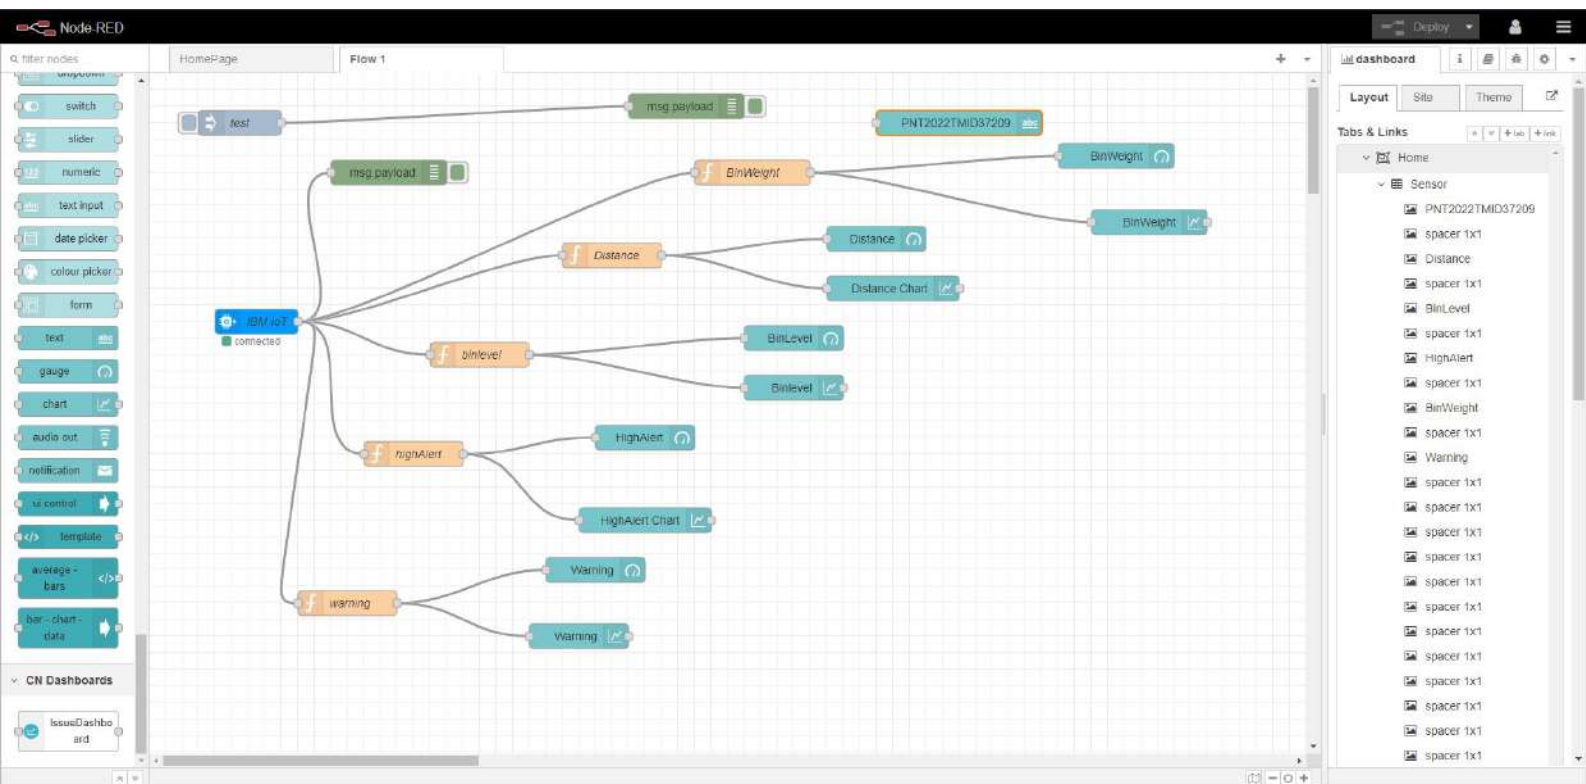 Node-RED
Deploy
filter nodes
HomePage
Flow 1
dashboard
dropdown
switch
slider
numeric
text input
date picker
colour picker
form
text
gauge
chart
audio out
notification
ui control
template
average -
bars
bar - chart -
data
CN Dashboards
IssueDashbo
ard
test
msg.payload
PNT2022TMID37209
abc
msg.payload
BinWeight
BinWeight
BinWeight
Distance
Distance
Distance Chart
IBM IoT
connected
binlevel
BinLevel
Binlevel
highAlert
HighAlert
HighAlert Chart
warning
Warning
Warning
Layout
Site
Theme
Tabs & Links
+ tab
+ link
Home
Sensor
PNT2022TMID37209
spacer 1x1
Distance
spacer 1x1
BinLevel
spacer 1x1
HighAlert
spacer 1x1
BinWeight
spacer 1x1
Warning
spacer 1x1
spacer 1x1
spacer 1x1
spacer 1x1
spacer 1x1
spacer 1x1
spacer 1x1
spacer 1x1
spacer 1x1
spacer 1x1
spacer 1x1
spacer 1x1